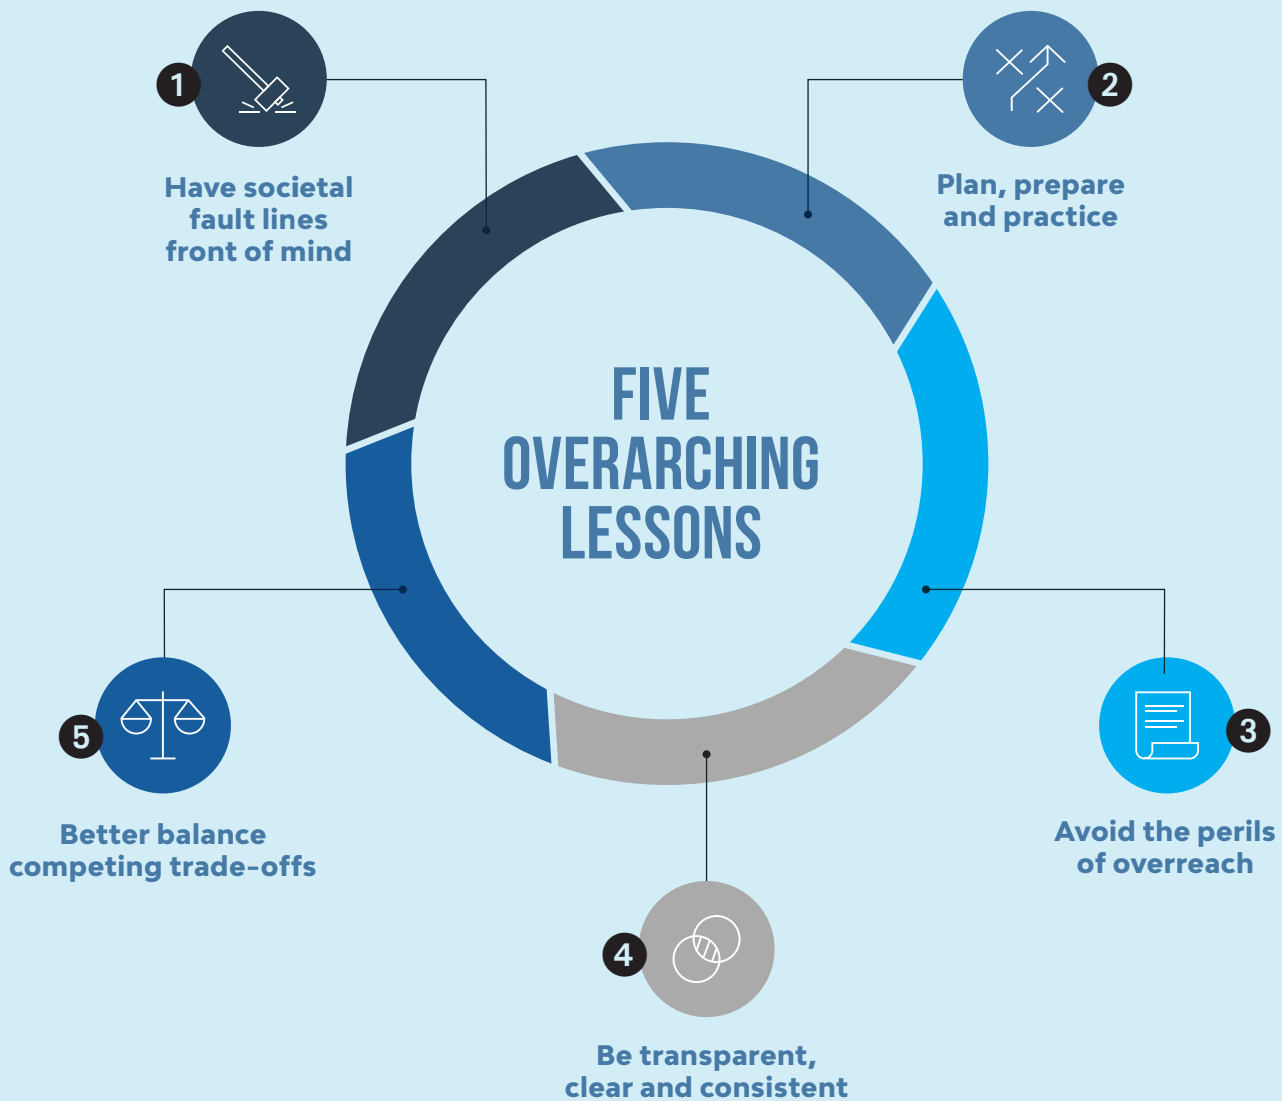 1
Have societal
fault lines
front of mind
2
Plan, prepare
and practice
FIVE
OVERARCHING
LESSONS
3
Avoid the perils
of overreach
4
Be transparent,
clear and consistent
5
Better balance
competing trade-offs